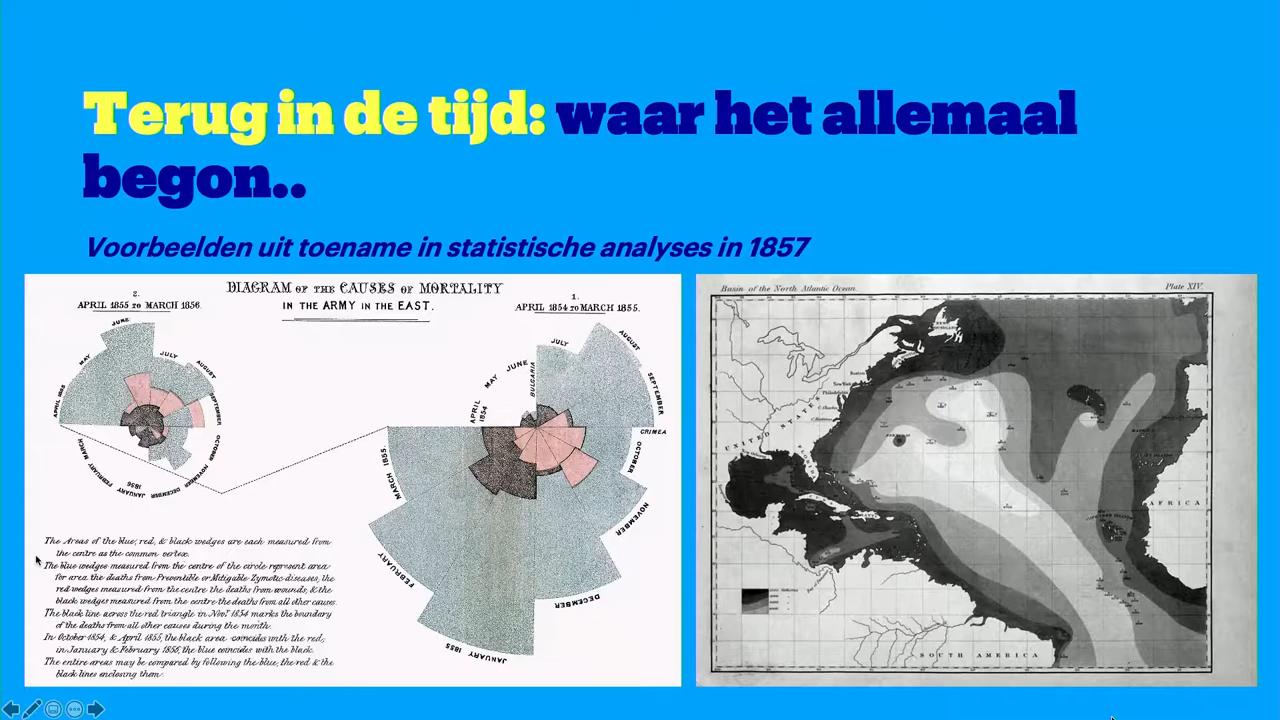 Terug in de tijd: waar het allemaal
begon..
Voorbeelden uit toename in statistische analyses in 1857
DIAGRAM OF THE CAUSES OF MORTALITY
IN THE ARMY IN THE EAST.
2.
APRIL 1855 TO MARCH 1856.
1.
APRIL 1854 TO MARCH 1855.
JUNE
MAY
JULY
AUGUST
SEPTEMBER
APRIL 1855
OCTOBER
NOVEMBER
DECEMBER
JANUARY
1856
FEBRUARY
MARCH
APRIL
1854
MAY
JUNE
JULY
AUGUST
SEPTEMBER
BULGARIA
CRIMEA
OCTOBER
NOVEMBER
DECEMBER
JANUARY 1855
FEBRUARY
MARCH 1855
The Areas of the blue, red, & black wedges are each measured from
the centre as the common vertex.
The blue wedges measured from the centre of the circle represent area
for area the deaths from Preventible or Mitigable Zymotic diseases, the
red wedges measured from the centre the deaths from wounds, & the
black wedges measured from the centre the deaths from all other causes.
The black line across the red triangle in Novr 1854 marks the boundary
of the deaths from all other causes during the month.
In October 1854, & April 1855, the black area coincides with the red;
in January & February 1856, the blue coincides with the black.
The entire areas may be compared by following the blue, the red & the
black lines enclosing them.
Basin of the North Atlantic Ocean.
Plate XIV.
Boston
New York
Philadelphia
UNITED STATES
AFRICA
SOUTH AMERICA